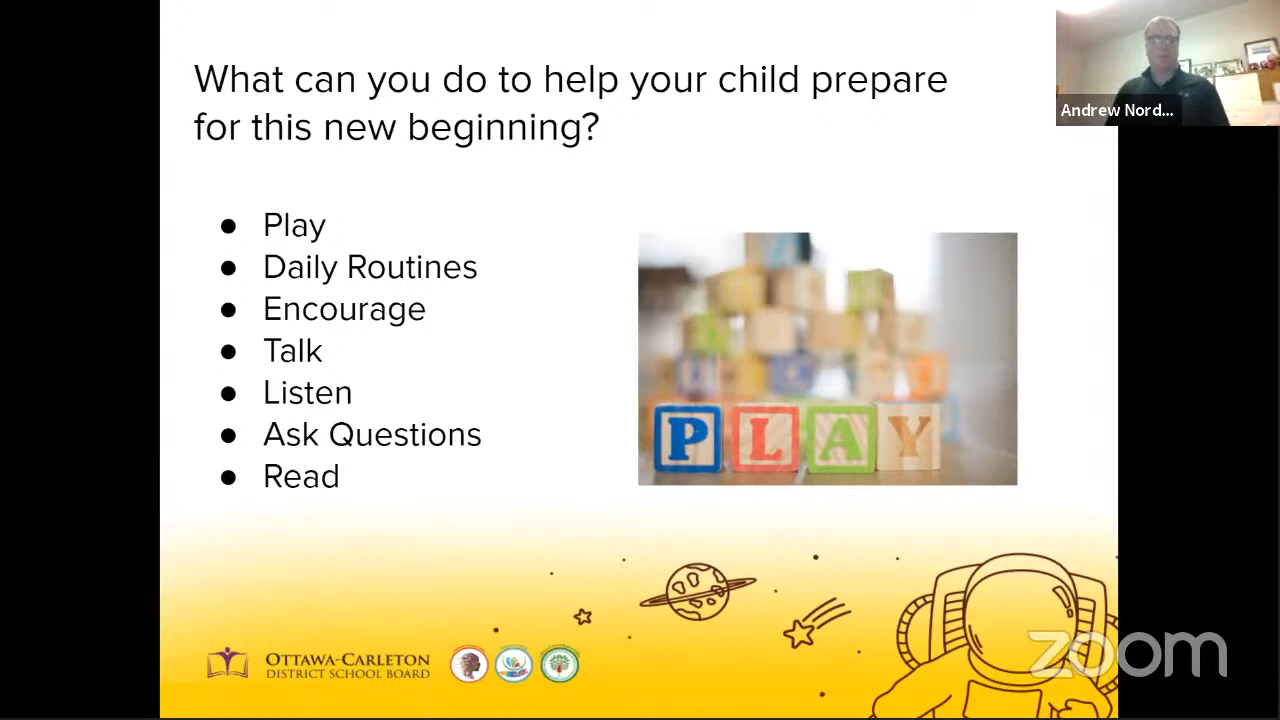 What can you do to help your child prepare
for this new beginning?
Andrew Nord...
● Play
● Daily Routines
● Encourage
● Talk
● Listen
● Ask Questions
● Read
PLAY
OTTAWA-CARLETON
DISTRICT SCHOOL BOARD
zoom